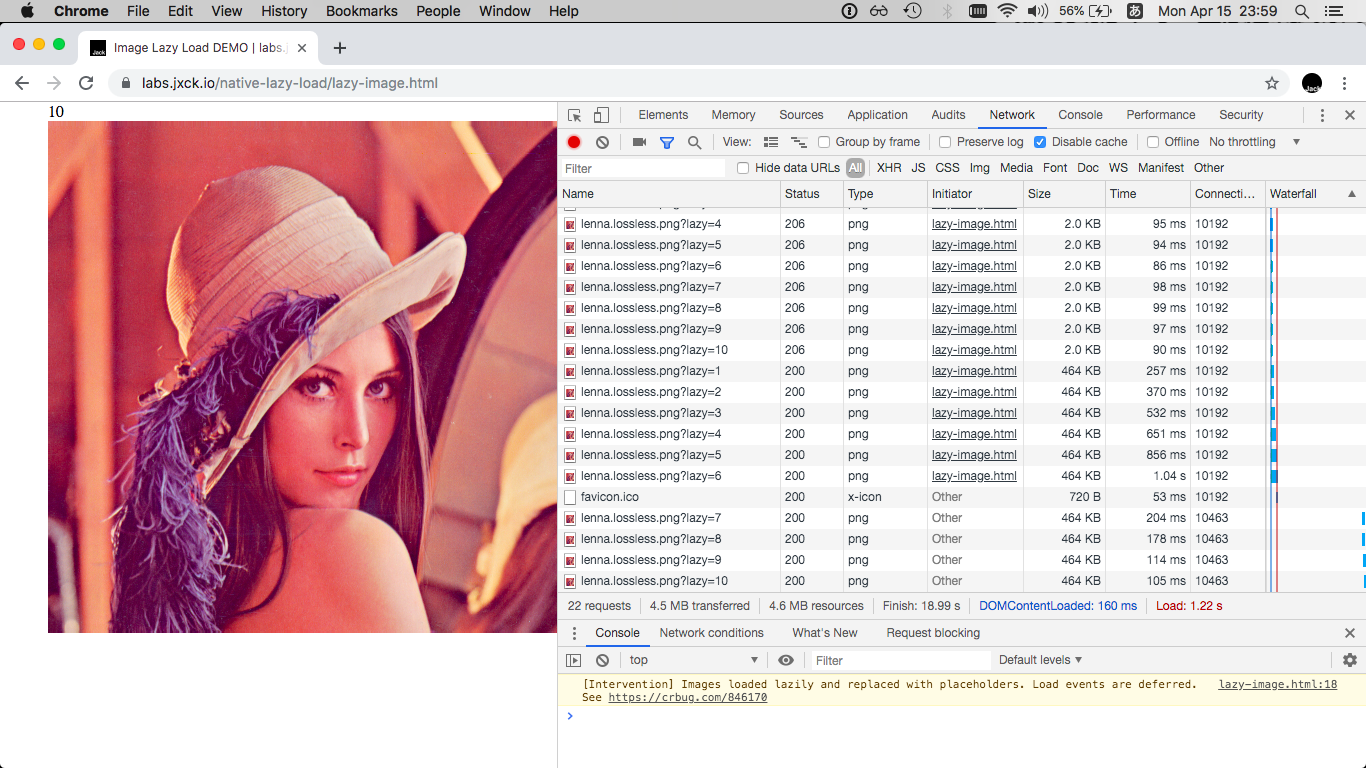 Chrome File Edit View History Bookmarks People Window Help 56% あ Mon Apr 15 23:59
Jack Image Lazy Load DEMO | labs.j
labs.jxck.io/native-lazy-load/lazy-image.html
10
Elements Memory Sources Application Audits Network Console Performance Security
View: Group by frame Preserve log Disable cache Offline No throttling
Filter Hide data URLs All XHR JS CSS Img Media Font Doc WS Manifest Other
Name Status Type Initiator Size Time Connecti... Waterfall
lenna.lossless.png?lazy=4 206 png lazy-image.html 2.0 KB 95 ms 10192
lenna.lossless.png?lazy=5 206 png lazy-image.html 2.0 KB 94 ms 10192
lenna.lossless.png?lazy=6 206 png lazy-image.html 2.0 KB 86 ms 10192
lenna.lossless.png?lazy=7 206 png lazy-image.html 2.0 KB 98 ms 10192
lenna.lossless.png?lazy=8 206 png lazy-image.html 2.0 KB 99 ms 10192
lenna.lossless.png?lazy=9 206 png lazy-image.html 2.0 KB 97 ms 10192
lenna.lossless.png?lazy=10 206 png lazy-image.html 2.0 KB 90 ms 10192
lenna.lossless.png?lazy=1 200 png lazy-image.html 464 KB 257 ms 10192
lenna.lossless.png?lazy=2 200 png lazy-image.html 464 KB 370 ms 10192
lenna.lossless.png?lazy=3 200 png lazy-image.html 464 KB 532 ms 10192
lenna.lossless.png?lazy=4 200 png lazy-image.html 464 KB 651 ms 10192
lenna.lossless.png?lazy=5 200 png lazy-image.html 464 KB 856 ms 10192
lenna.lossless.png?lazy=6 200 png lazy-image.html 464 KB 1.04 s 10192
favicon.ico 200 x-icon Other 720 B 53 ms 10192
lenna.lossless.png?lazy=7 200 png Other 464 KB 204 ms 10463
lenna.lossless.png?lazy=8 200 png Other 464 KB 178 ms 10463
lenna.lossless.png?lazy=9 200 png Other 464 KB 114 ms 10463
lenna.lossless.png?lazy=10 200 png Other 464 KB 105 ms 10463
22 requests 4.5 MB transferred 4.6 MB resources Finish: 18.99 s DOMContentLoaded: 160 ms Load: 1.22 s
Console Network conditions What's New Request blocking
top Filter Default levels
[Intervention] Images loaded lazily and replaced with placeholders. Load events are deferred. lazy-image.html:18
See https://crbug.com/846170